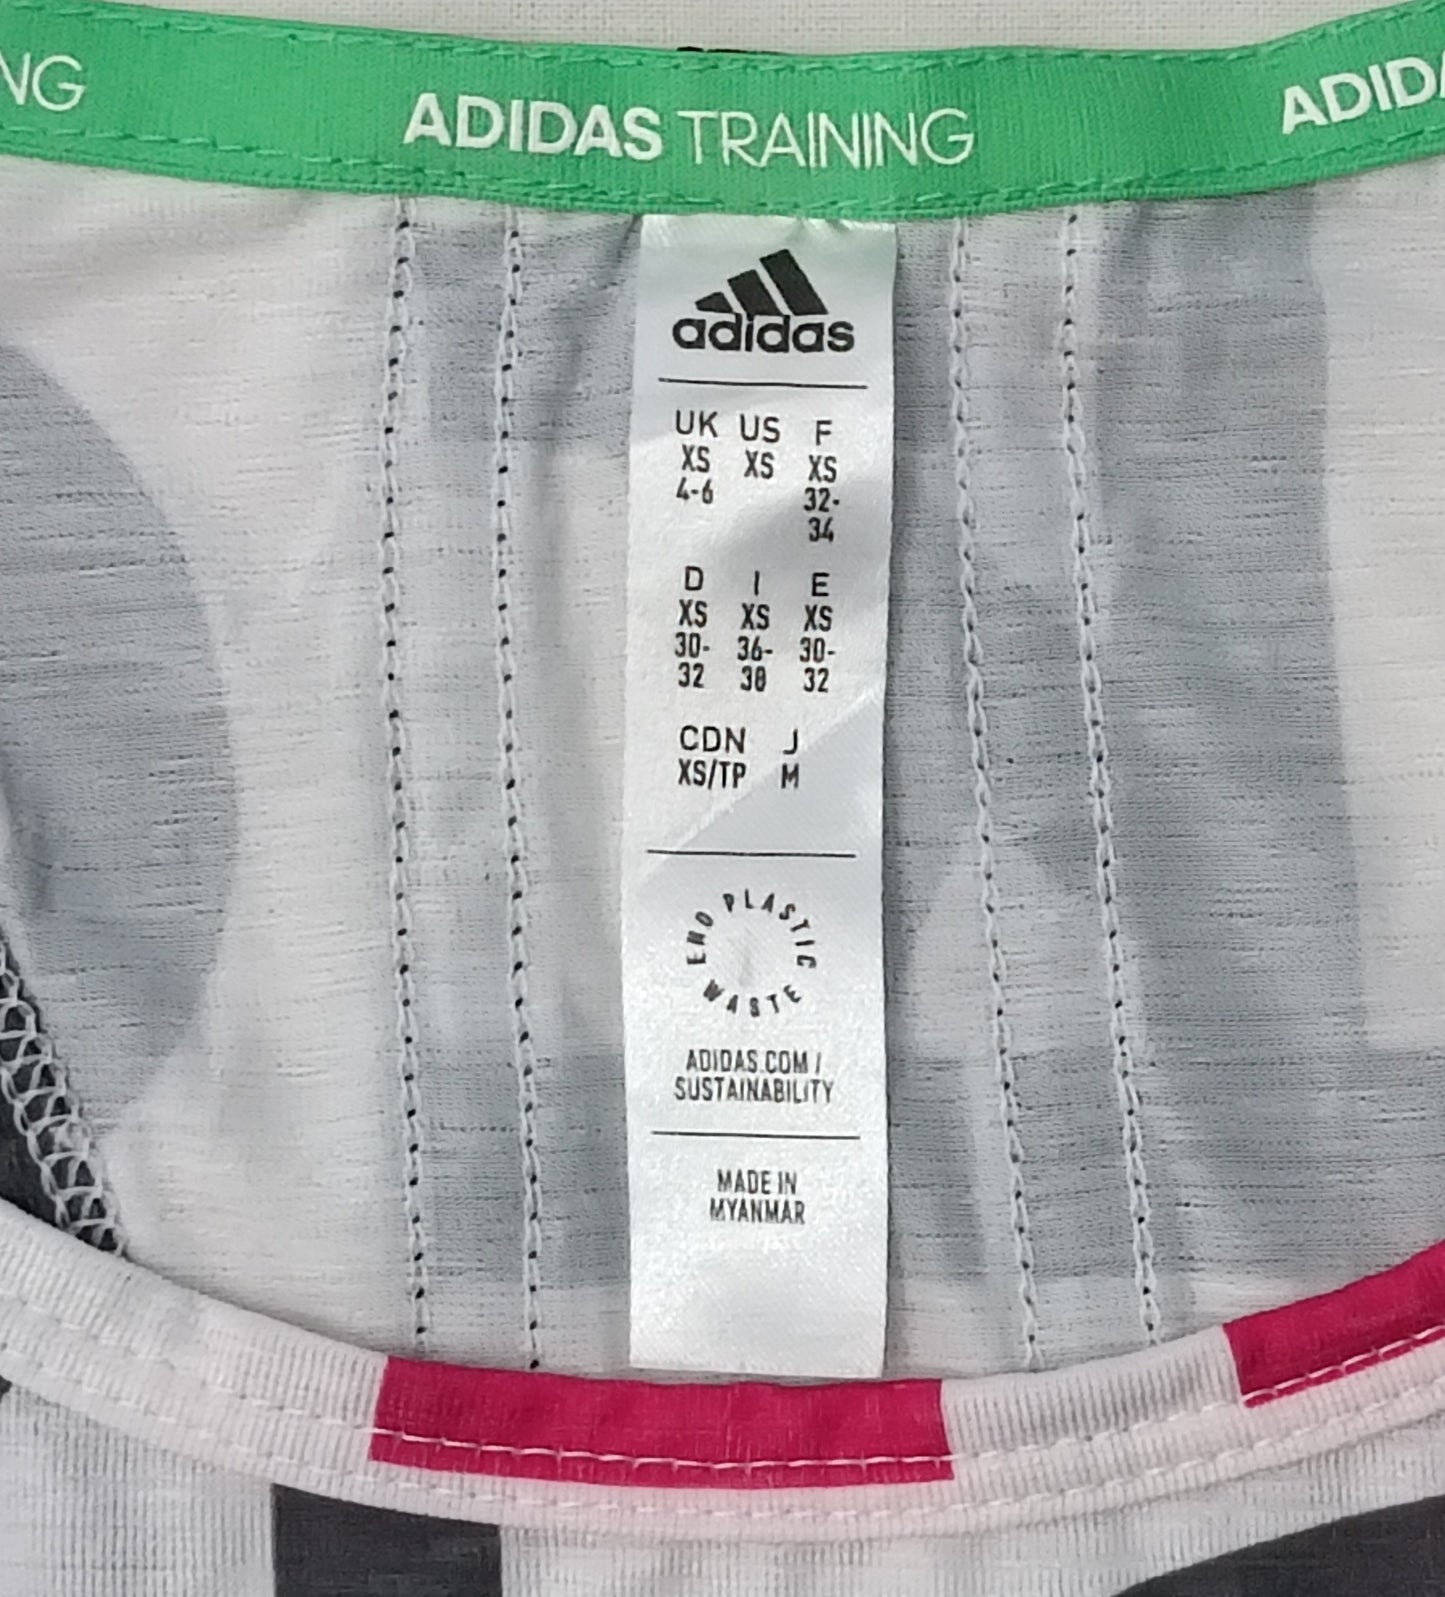 NG
ADIDAS TRAINING
ADIDA
adidas
UK US F
XS XS XS
4-6 32-
34
D I E
XS XS XS
30- 36- 30-
32 38 32
CDN J
XS/TP M
END PLASTIC WASTE
ADIDAS.COM /
SUSTAINABILITY
MADE IN
MYANMAR